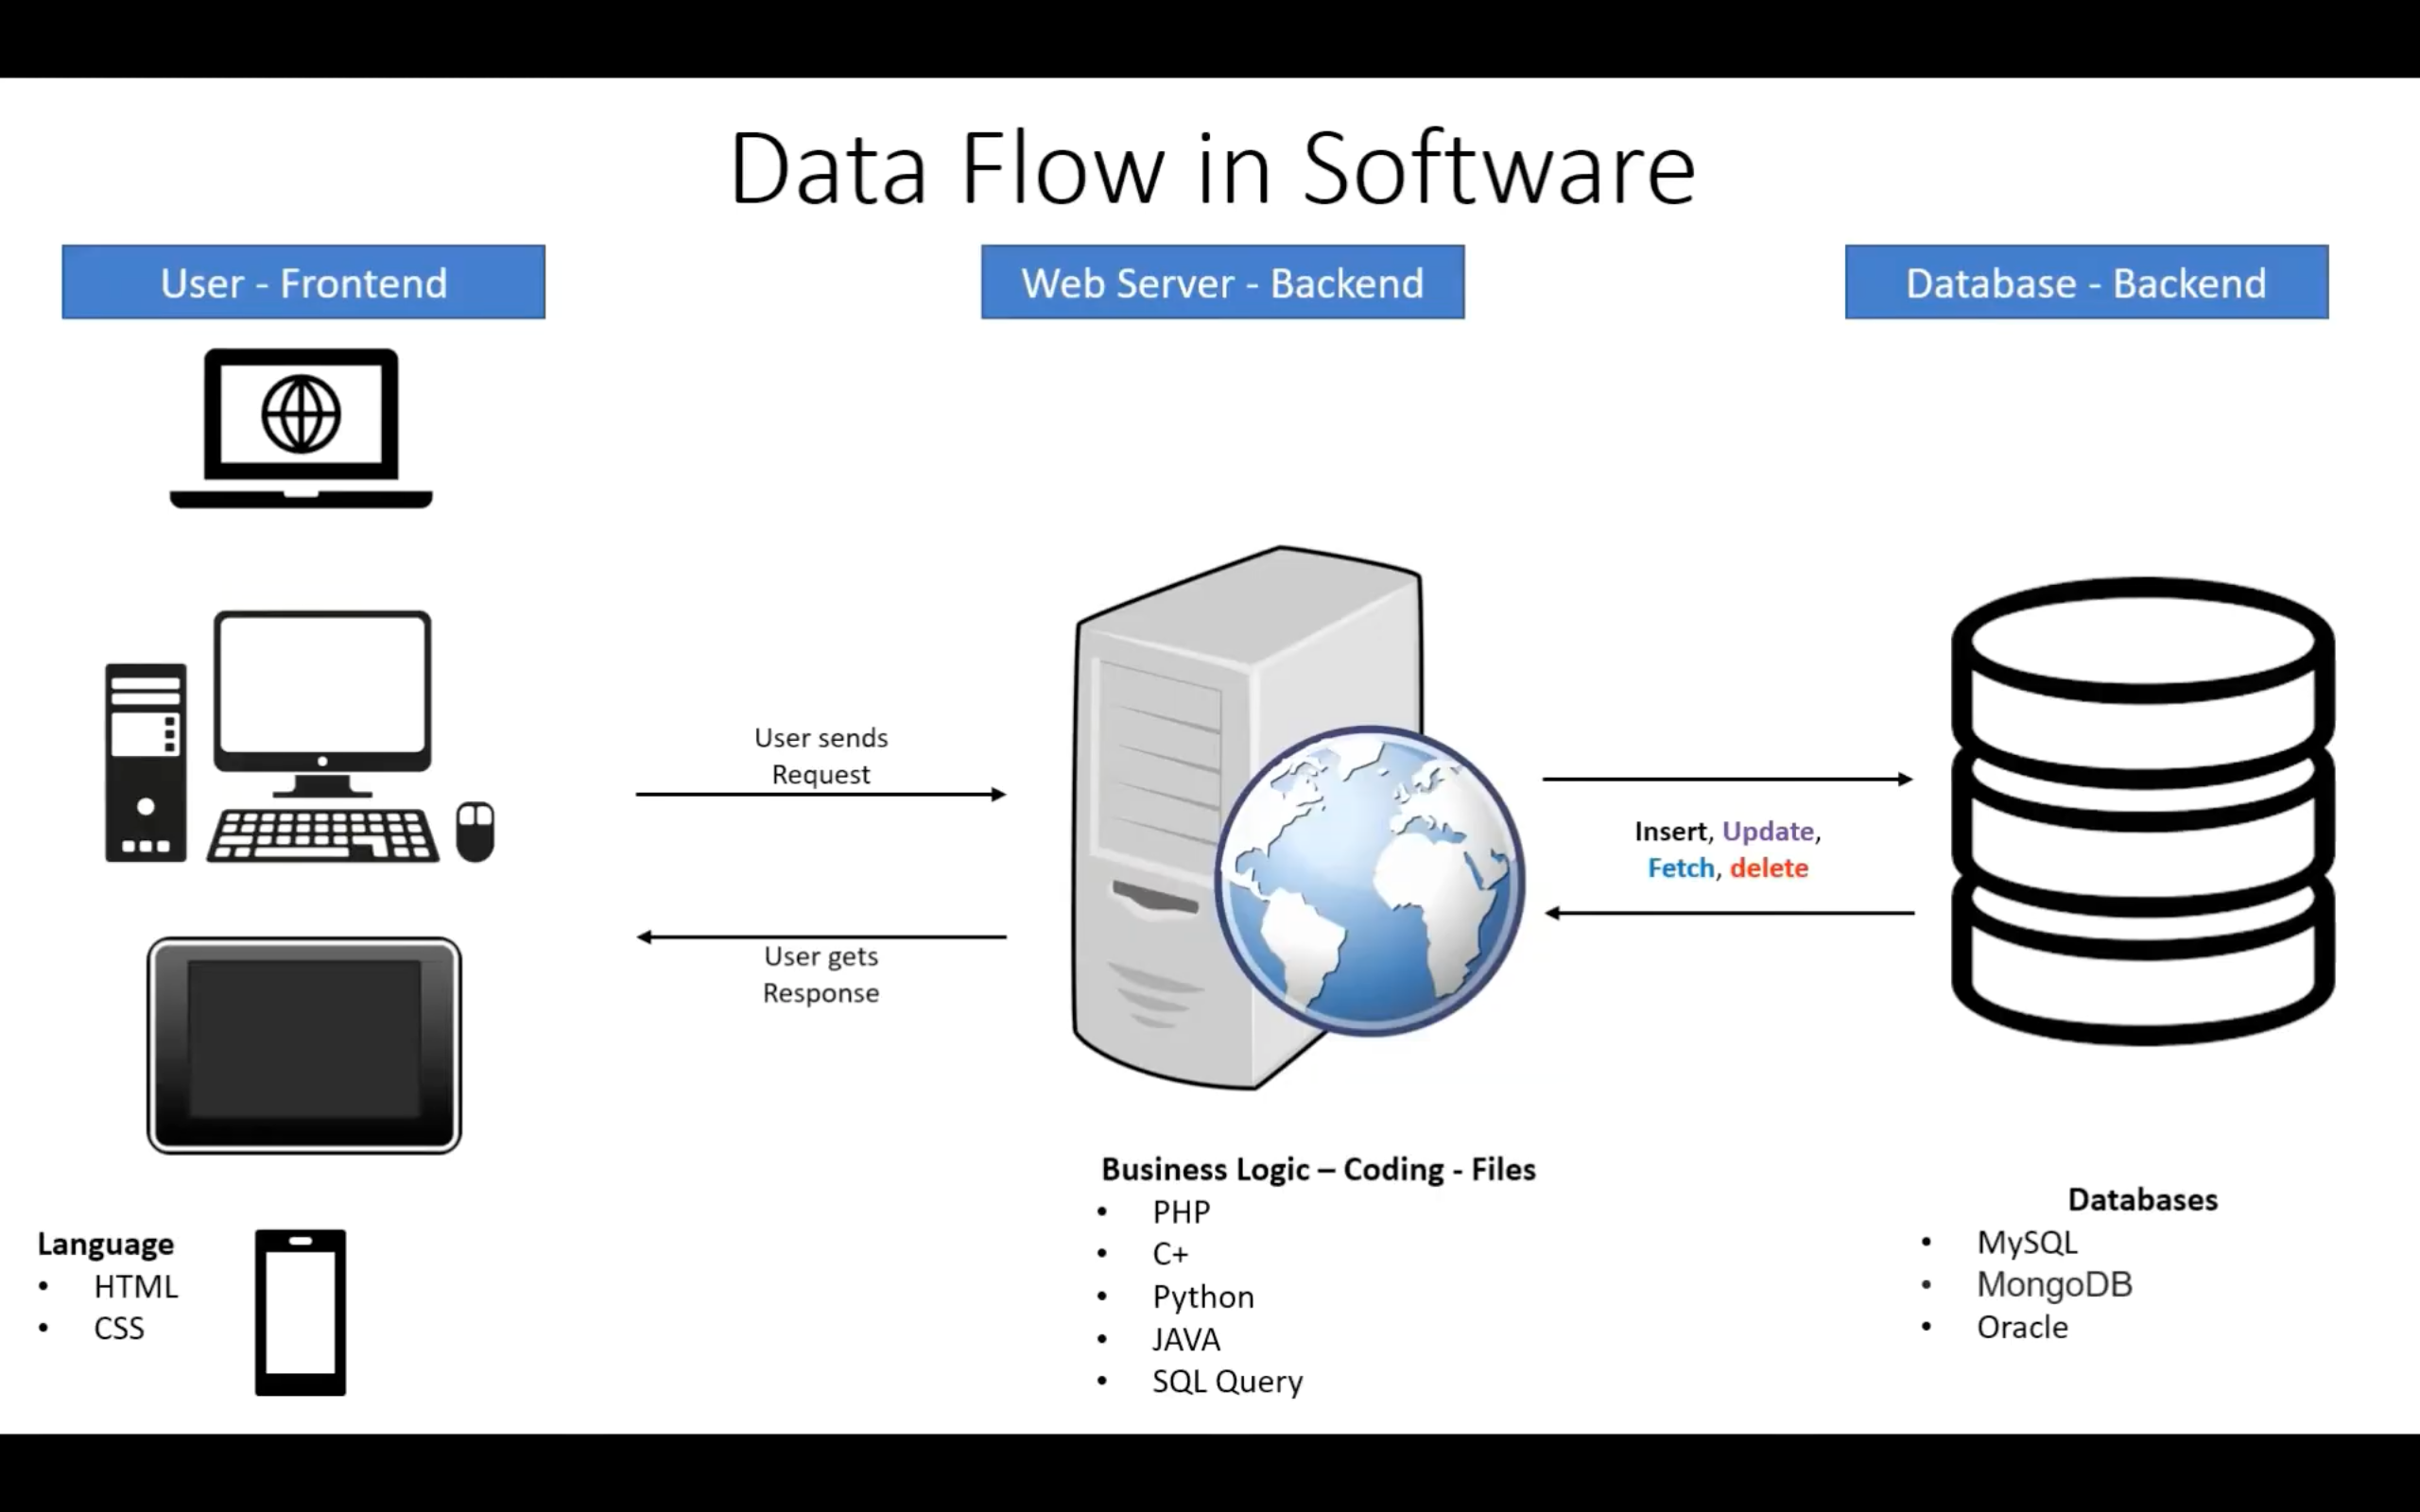 Data Flow in Software
User - Frontend
Web Server - Backend
Database - Backend
User sends
Request
User gets
Response
Insert, Update,
Fetch, delete
Language
• HTML
• CSS
Business Logic – Coding - Files
• PHP
• C+
• Python
• JAVA
• SQL Query
Databases
• MySQL
• MongoDB
• Oracle